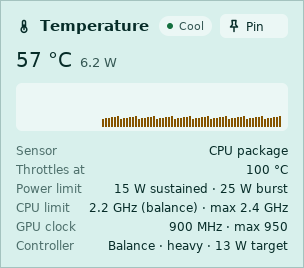 Temperature
Cool
Pin
57 °C 6.2 W
Sensor CPU package
Throttles at 100 °C
Power limit 15 W sustained · 25 W burst
CPU limit 2.2 GHz (balance) · max 2.4 GHz
GPU clock 900 MHz · max 950
Controller Balance · heavy · 13 W target